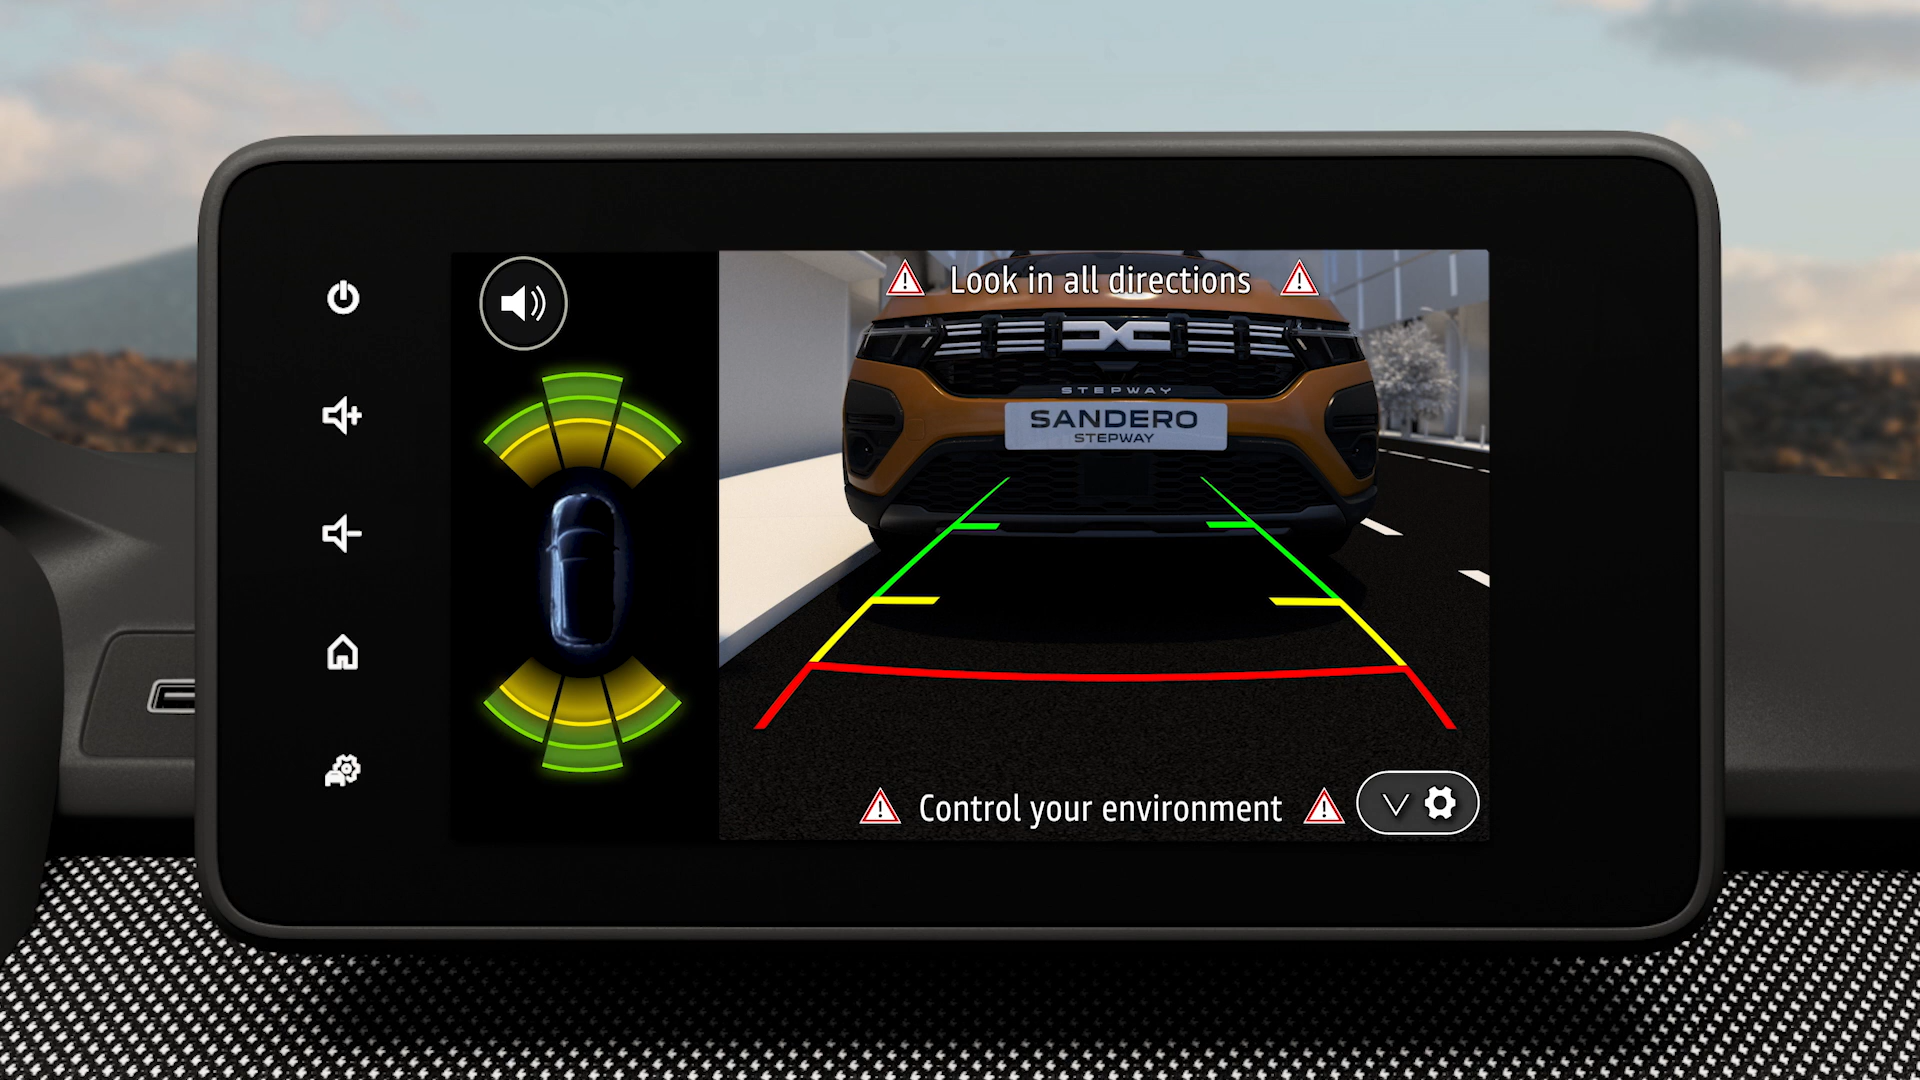 Look in all directions
STEPWAY
SANDERO
STEPWAY
Control your environment